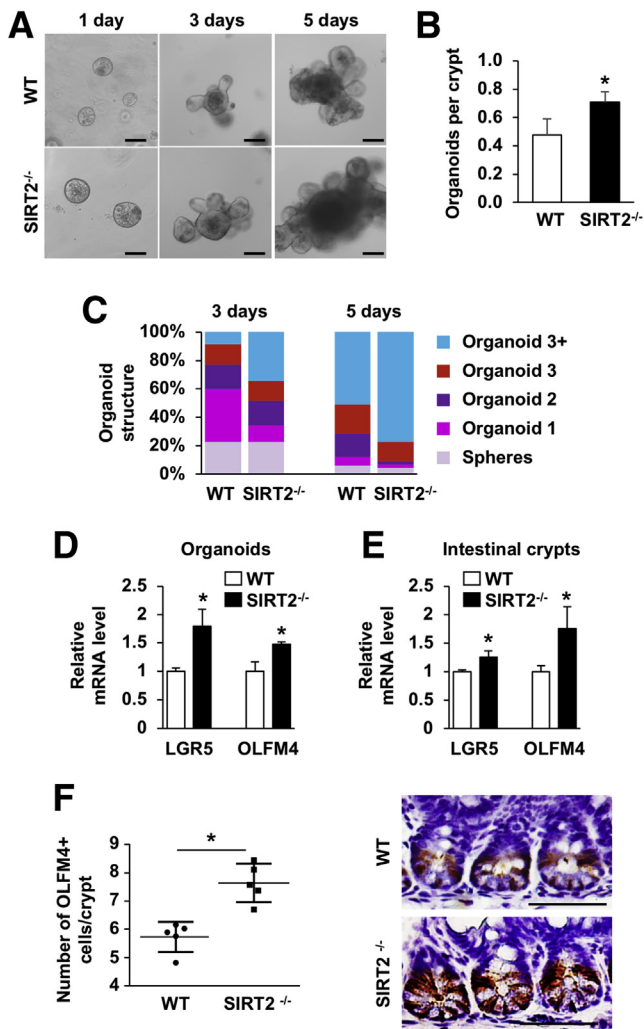 A
1 day
3 days
5 days
WT
SIRT2-/-
B
Organoids per crypt
1.0
0.8
0.6
0.4
0.2
0.0
*
WT
SIRT2-/-
C
3 days
5 days
Organoid
structure
100%
80%
60%
40%
20%
0%
WT
SIRT2-/-
WT
SIRT2-/-
Organoid 3+
Organoid 3
Organoid 2
Organoid 1
Spheres
D
Organoids
WT
SIRT2-/-
Relative
mRNA level
2.5
2
1.5
1
0.5
0
*
*
LGR5
OLFM4
E
Intestinal crypts
WT
SIRT2-/-
Relative
mRNA level
2.5
2
1.5
1
0.5
0
*
*
LGR5
OLFM4
F
Number of OLFM4+
cells/crypt
9
8
7
6
5
4
*
WT
SIRT2 -/-
WT
SIRT2 -/-